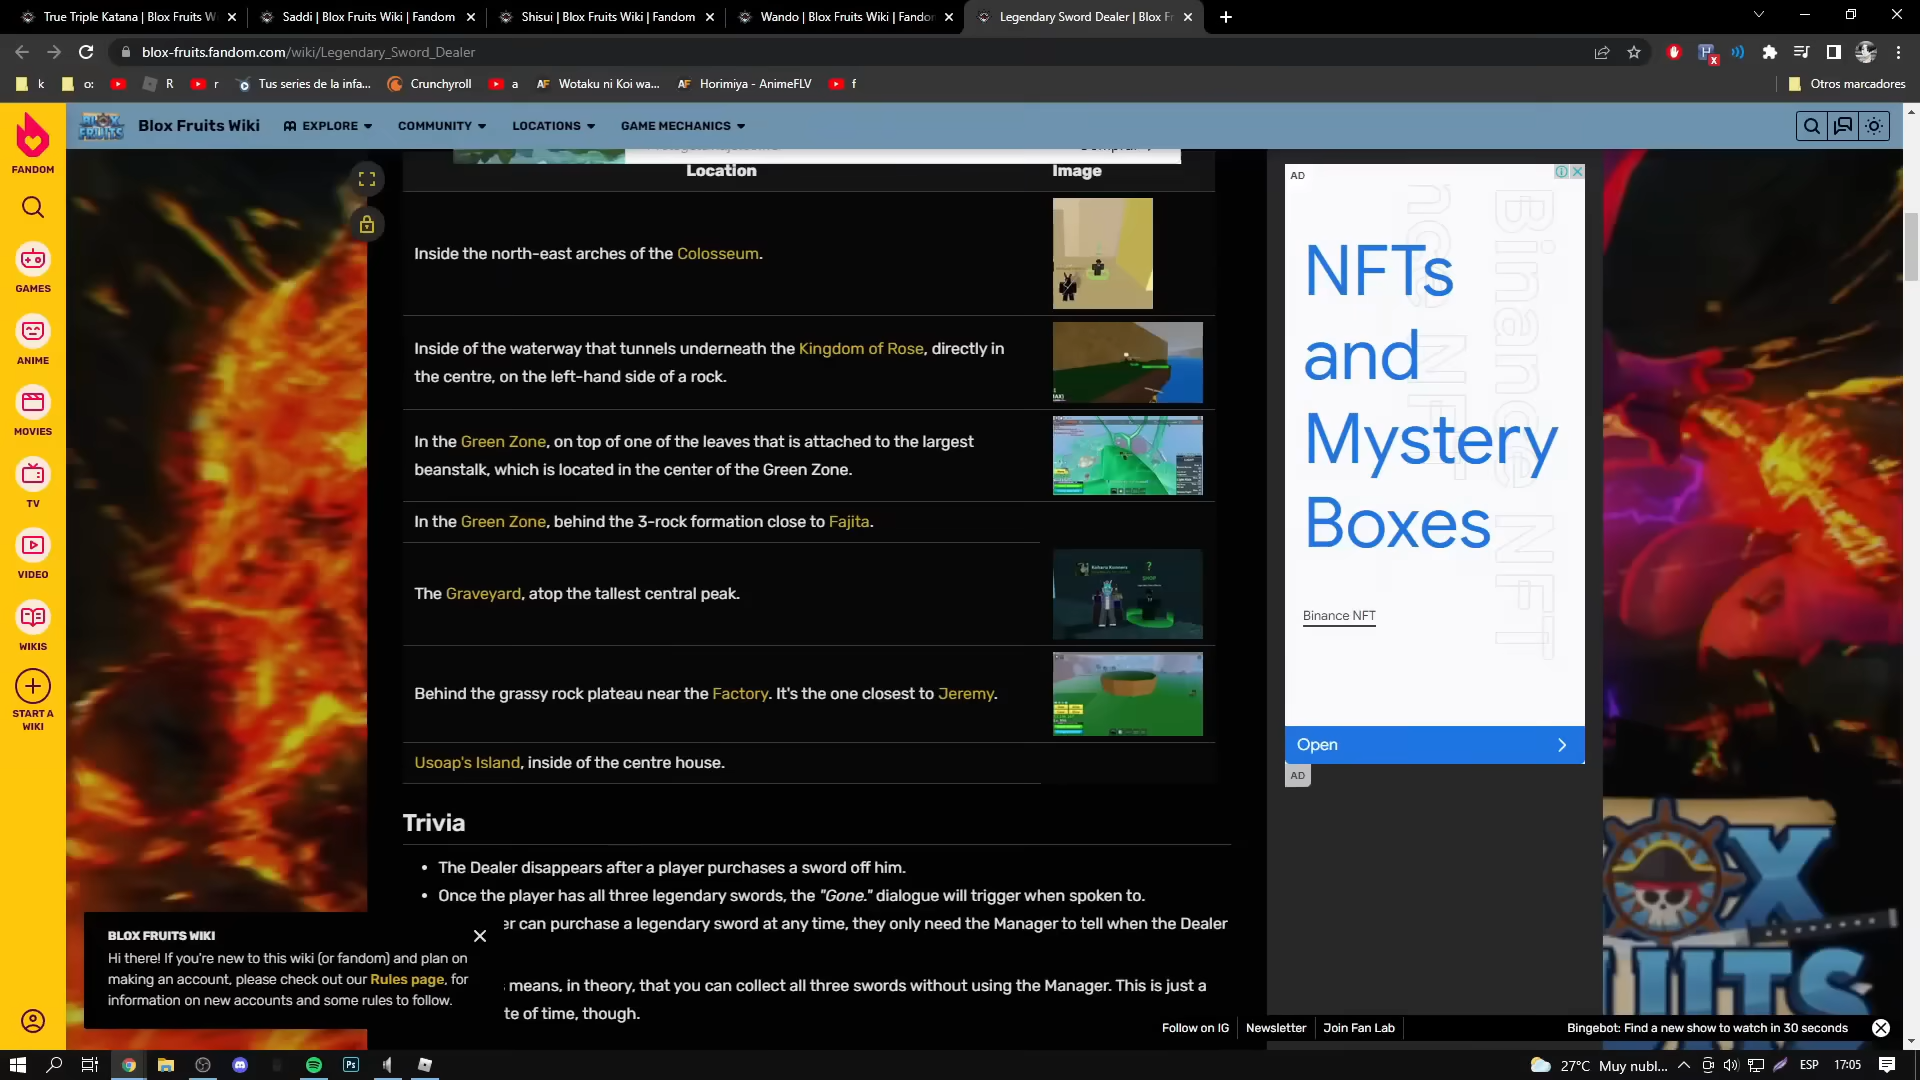 True Triple Katana | Blox Fruits W
Saddi | Blox Fruits Wiki | Fandom
Shisui | Blox Fruits Wiki | Fandom
Wando | Blox Fruits Wiki | Fandom
Legendary Sword Dealer | Blox Fr
blox-fruits.fandom.com/wiki/Legendary_Sword_Dealer
k
o:
R
r
Tus series de la infa...
Crunchyroll
a
Wotaku ni Koi wa...
Horimiya - AnimeFLV
f
Otros marcadores
Blox Fruits Wiki
EXPLORE
COMMUNITY
LOCATIONS
GAME MECHANICS
FANDOM
GAMES
ANIME
MOVIES
TV
VIDEO
WIKIS
START A
WIKI
Location
Image
Inside the north-east arches of the Colosseum.
Inside of the waterway that tunnels underneath the Kingdom of Rose, directly in
the centre, on the left-hand side of a rock.
In the Green Zone, on top of one of the leaves that is attached to the largest
beanstalk, which is located in the center of the Green Zone.
In the Green Zone, behind the 3-rock formation close to Fajita.
The Graveyard, atop the tallest central peak.
Behind the grassy rock plateau near the Factory. It's the one closest to Jeremy.
Usoap's Island, inside of the centre house.
Trivia
• The Dealer disappears after a player purchases a sword off him.
• Once the player has all three legendary swords, the "Gone." dialogue will trigger when spoken to.
er can purchase a legendary sword at any time, they only need the Manager to tell when the Dealer
means, in theory, that you can collect all three swords without using the Manager. This is just a
te of time, though.
BLOX FRUITS WIKI
Hi there! If you're new to this wiki (or fandom) and plan on
making an account, please check out our Rules page, for
information on new accounts and some rules to follow.
AD
NFTs
and
Mystery
Boxes
Binance NFT
Binance NFT
Open
AD
Follow on IG
Newsletter
Join Fan Lab
Bingebot: Find a new show to watch in 30 seconds
27°C Muy nubl...
ESP
17:05